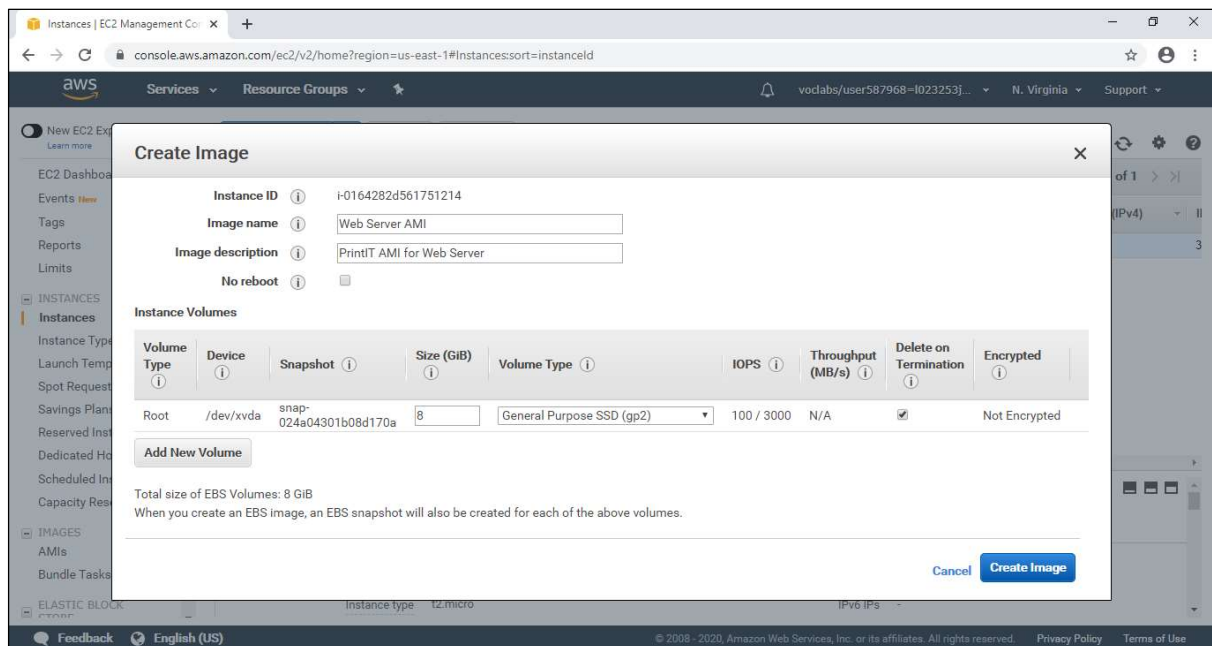 Instances | EC2 Management Con
console.aws.amazon.com/ec2/v2/home?region=us-east-1#Instances:sort=instanceId
aws Services Resource Groups voclabs/user587968=I023253j... N. Virginia Support
New EC2 Exp
Learn more
EC2 Dashboa
Events New
Tags
Reports
Limits
INSTANCES
Instances
Instance Type
Launch Temp
Spot Request
Savings Plans
Reserved Inst
Dedicated Ho
Scheduled Ins
Capacity Rese
IMAGES
AMIs
Bundle Tasks
ELASTIC BLOCK
Create Image
Instance ID i-0164282d561751214
Image name Web Server AMI
Image description PrintIT AMI for Web Server
No reboot
Instance Volumes
Volume Type Device Snapshot Size (GiB) Volume Type IOPS Throughput (MB/s) Delete on Termination Encrypted
Root /dev/xvda snap-024a04301b08d170a 8 General Purpose SSD (gp2) 100 / 3000 N/A Not Encrypted
Add New Volume
Total size of EBS Volumes: 8 GiB
When you create an EBS image, an EBS snapshot will also be created for each of the above volumes.
Cancel Create Image
of 1
(IPv4)
3
Instance type t2.micro IPv6 IPs -
Feedback English (US) © 2008 - 2020, Amazon Web Services, Inc. or its affiliates. All rights reserved. Privacy Policy Terms of Use